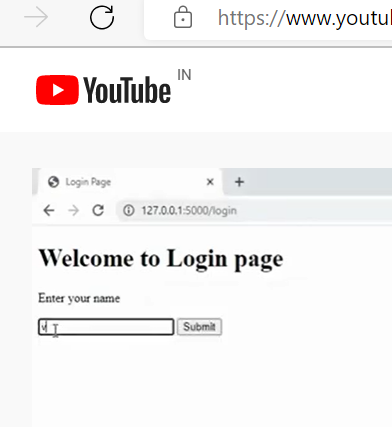 https://www.youtu
YouTube IN
Login Page
127.0.0.1:5000/login
Welcome to Login page
Enter your name
v Submit